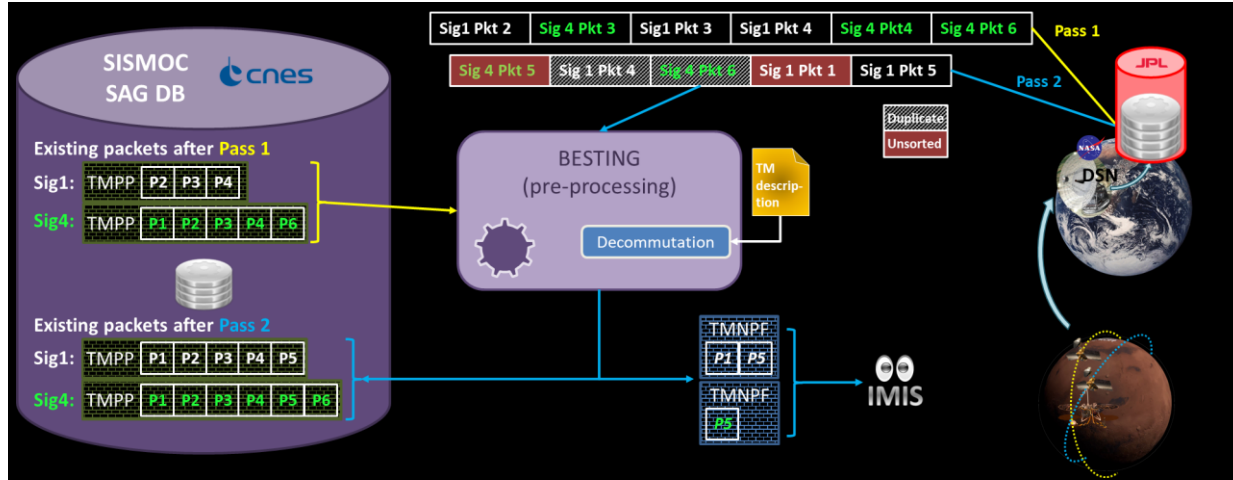 Sig1 Pkt 2 Sig 4 Pkt 3 Sig1 Pkt 3 Sig1 Pkt 4 Sig 4 Pkt4 Sig 4 Pkt 6
Pass 1
Sig 4 Pkt 5 Sig 1 Pkt 4 Sig 4 Pkt 6 Sig 1 Pkt 1 Sig 1 Pkt 5
Pass 2
JPL
SISMOC
SAG DB
cnes
Duplicate
Unsorted
Existing packets after Pass 1
Sig1: TMPP P2 P3 P4
Sig4: TMPP P1 P2 P3 P4 P6
BESTING
(pre-processing)
TM
descrip-
tion
Decommutation
NASA
DSN
Existing packets after Pass 2
Sig1: TMPP P1 P2 P3 P4 P5
Sig4: TMPP P1 P2 P3 P4 P5 P6
TMNPF
P1 P5
TMNPF
P5
IMIS